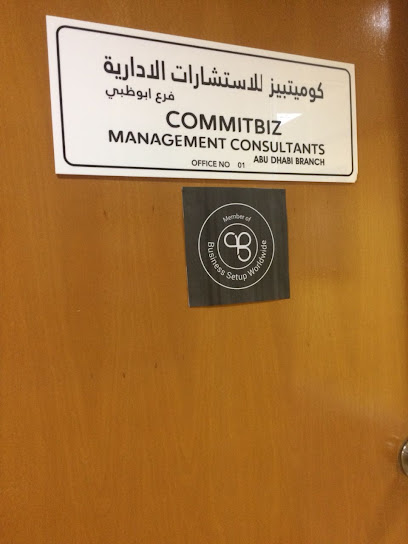 كوميتبيز للاستشارات الادارية
فرع ابوظبي
COMMITBIZ
MANAGEMENT CONSULTANTS
ABU DHABI BRANCH
OFFICE NO 01
Member of
Business Setup Worldwide